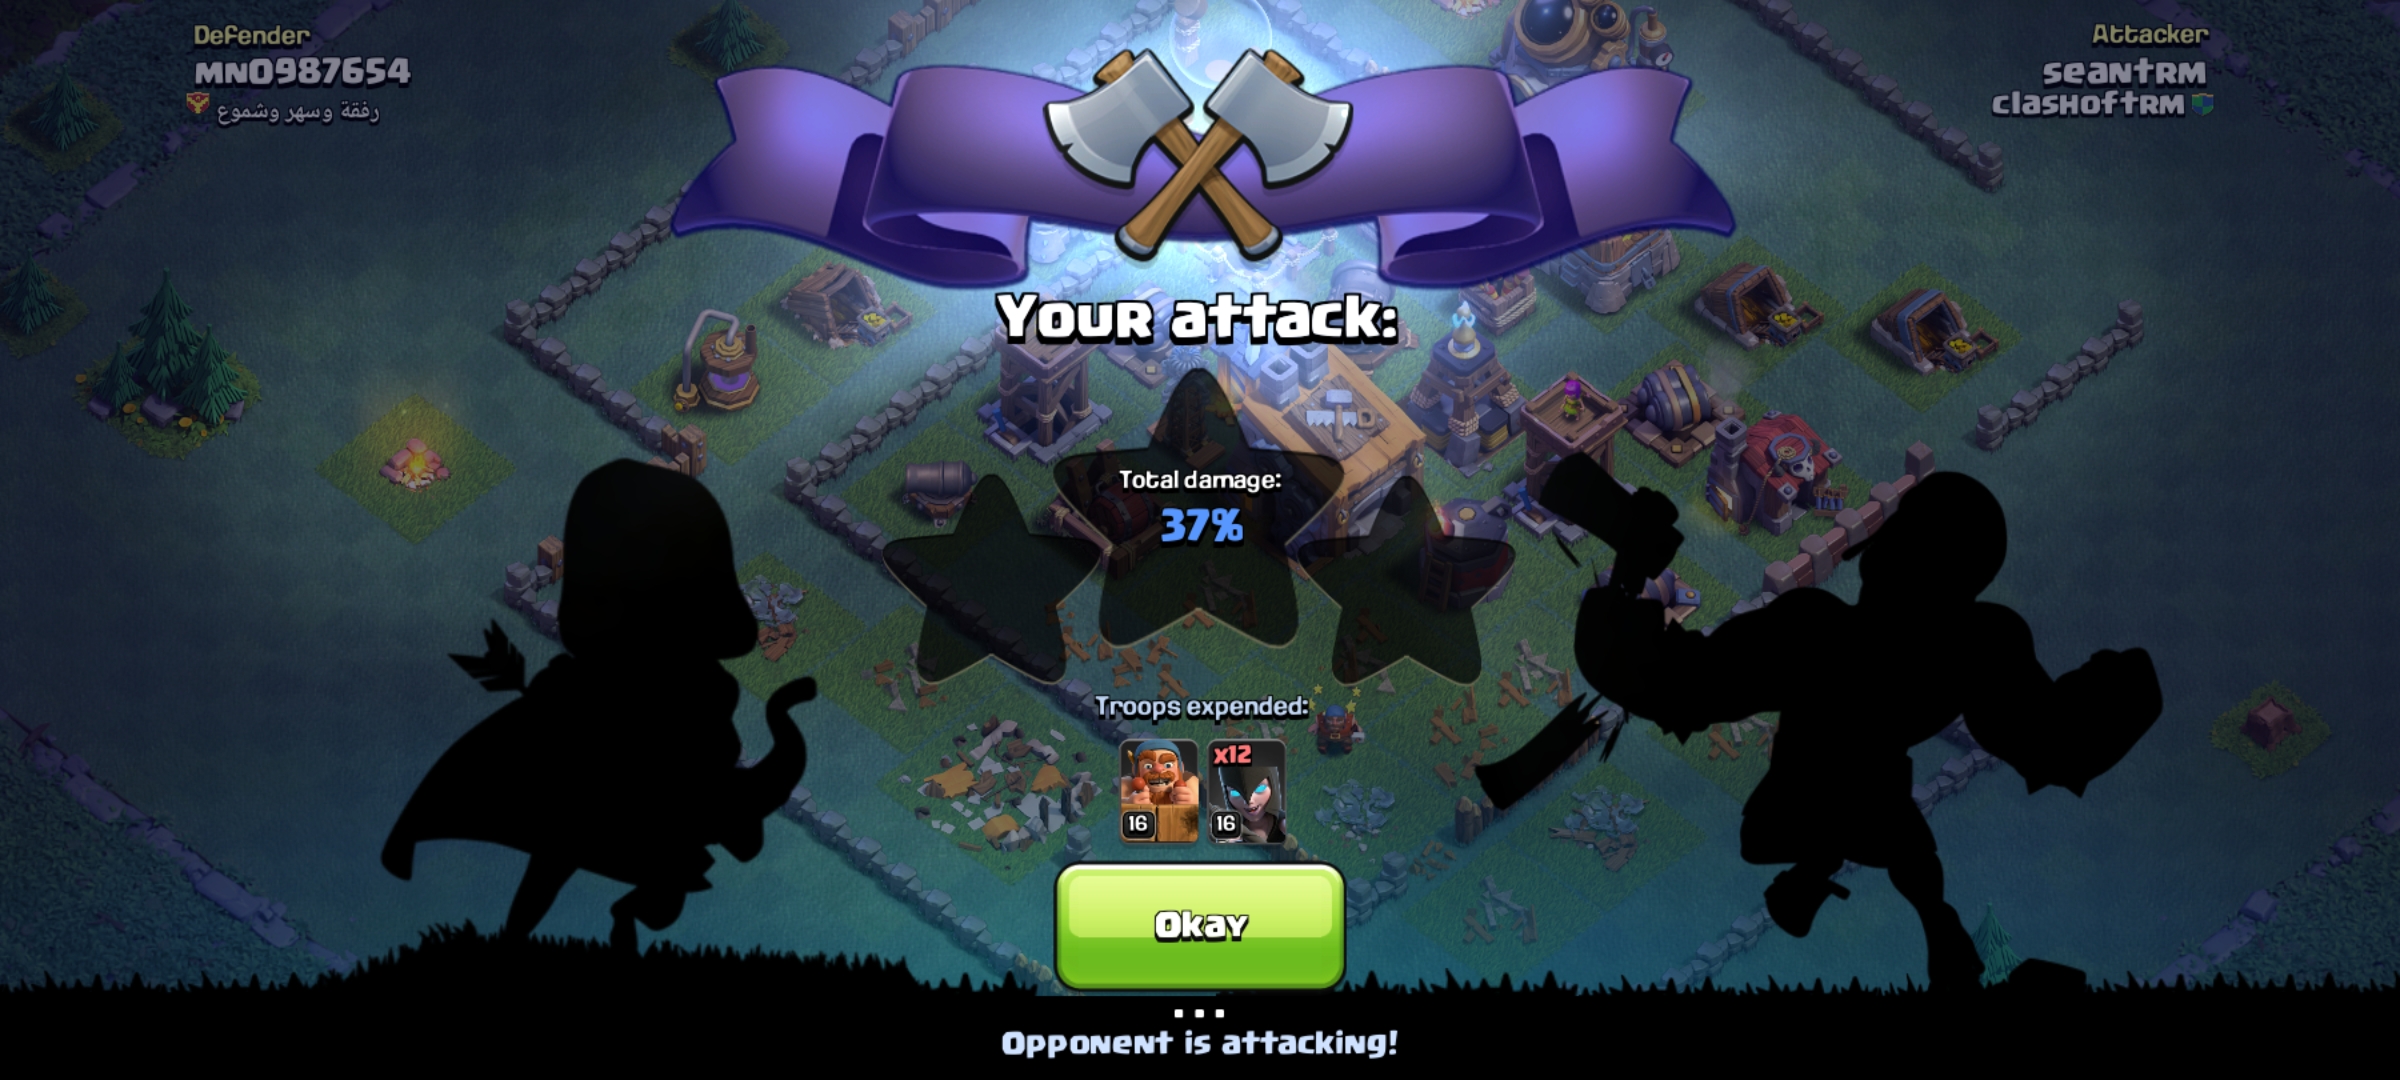 Defender
MN0987654
رفقة وسهر وشموع
Attacker
seantRM
clashoftRM
Your attack:
Total damage:
37%
Troops expended:
x12
16
16
Okay
...
Opponent is attacking!